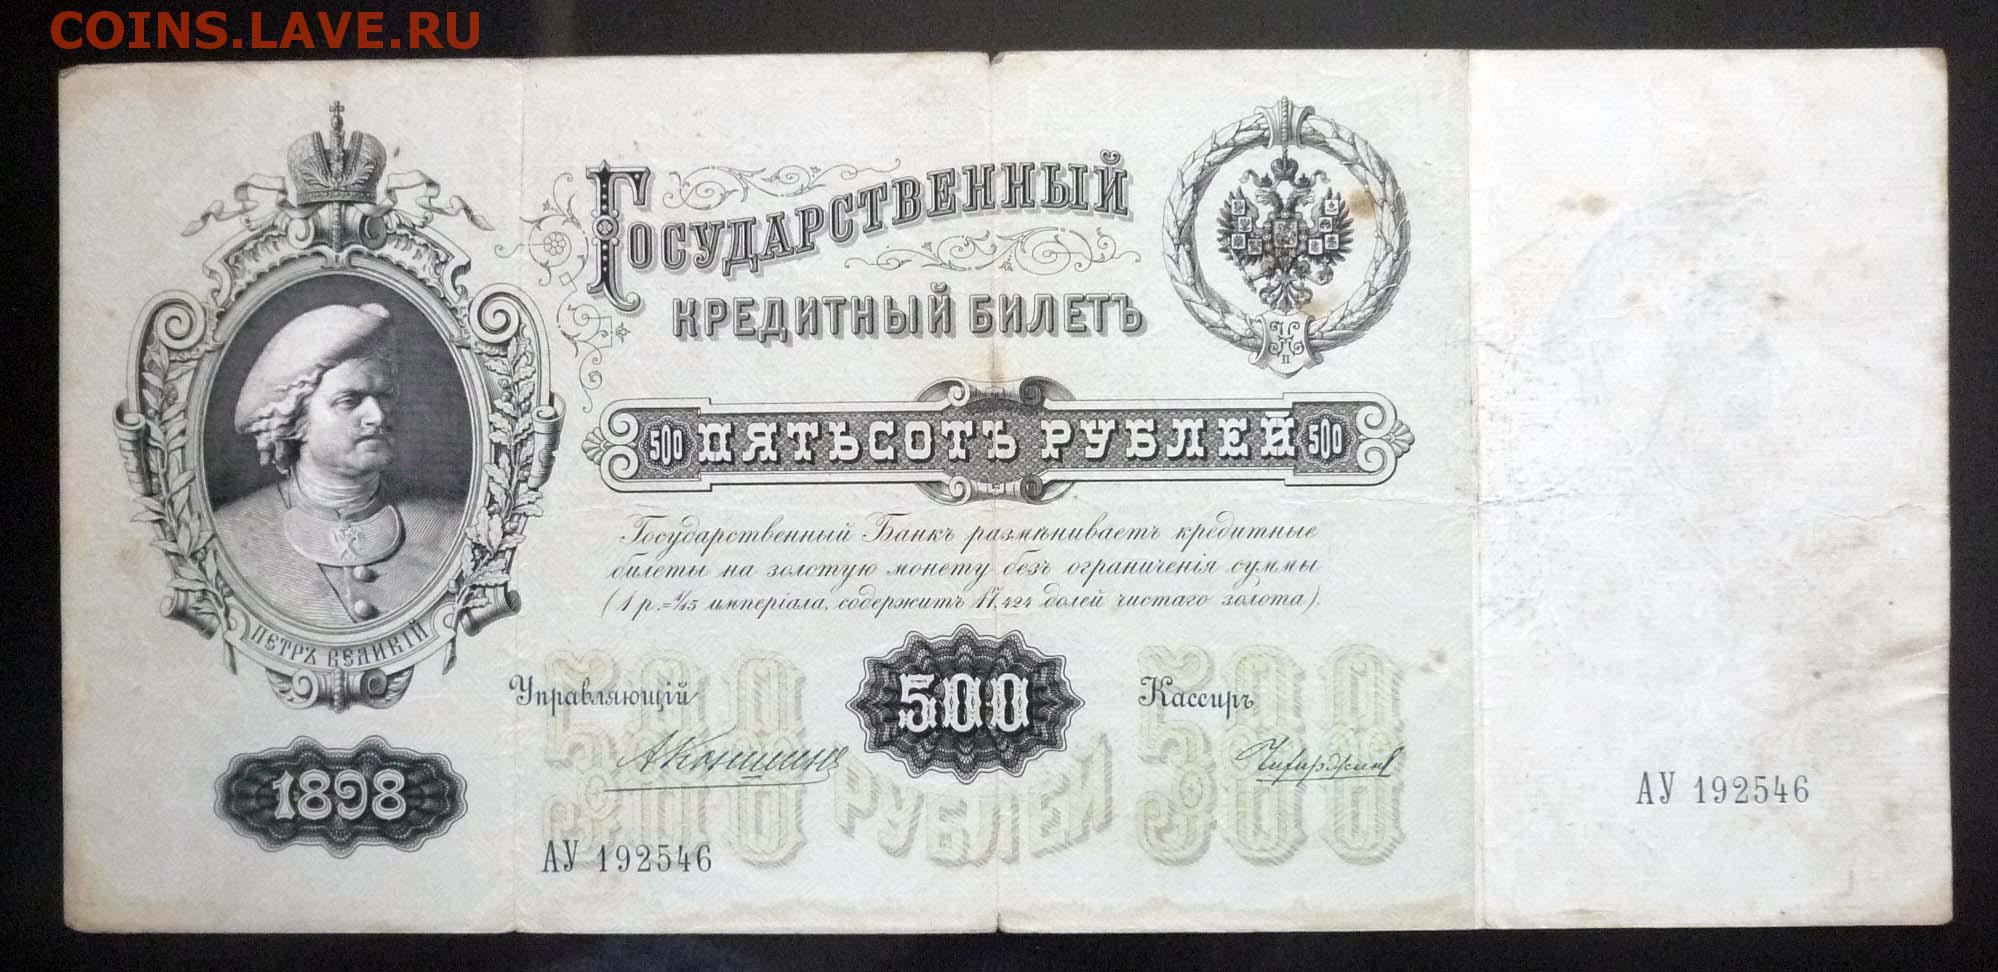 COINS.LAVE.RU
Государственный
кредитный билетъ
500 ПЯТЬСОТЪ РУБЛЕЙ 500
Государственный Банкъ размѣниваетъ кредитные
билеты на золотую монету безъ ограниченія суммы
(1 р.=1/15 имперіала, содержитъ 17,424 долей чистаго золота).
ПЕТРЪ ВЕЛИКІЙ
1898
Управляющій
500
Кассиръ
500 500
РУБЛЕЙ
АУ 192546
АУ 192546